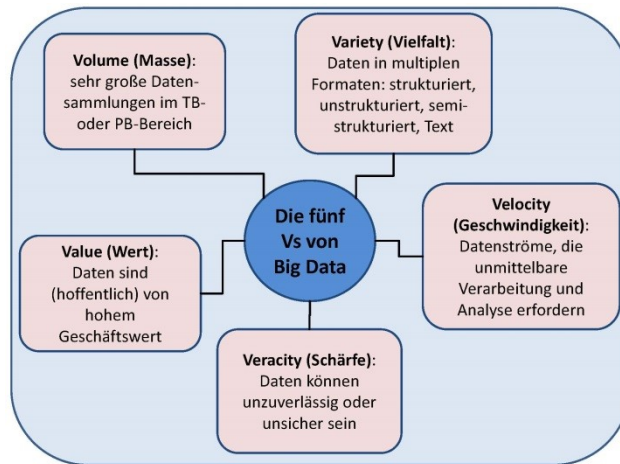 Volume (Masse):
sehr große Daten-
sammlungen im TB-
oder PB-Bereich
Variety (Vielfalt):
Daten in multiplen
Formaten: strukturiert,
unstrukturiert, semi-
strukturiert, Text
Die fünf
Vs von
Big Data
Velocity
(Geschwindigkeit):
Datenströme, die
unmittelbare
Verarbeitung und
Analyse erfordern
Value (Wert):
Daten sind
(hoffentlich) von
hohem
Geschäftswert
Veracity (Schärfe):
Daten können
unzuverlässig oder
unsicher sein